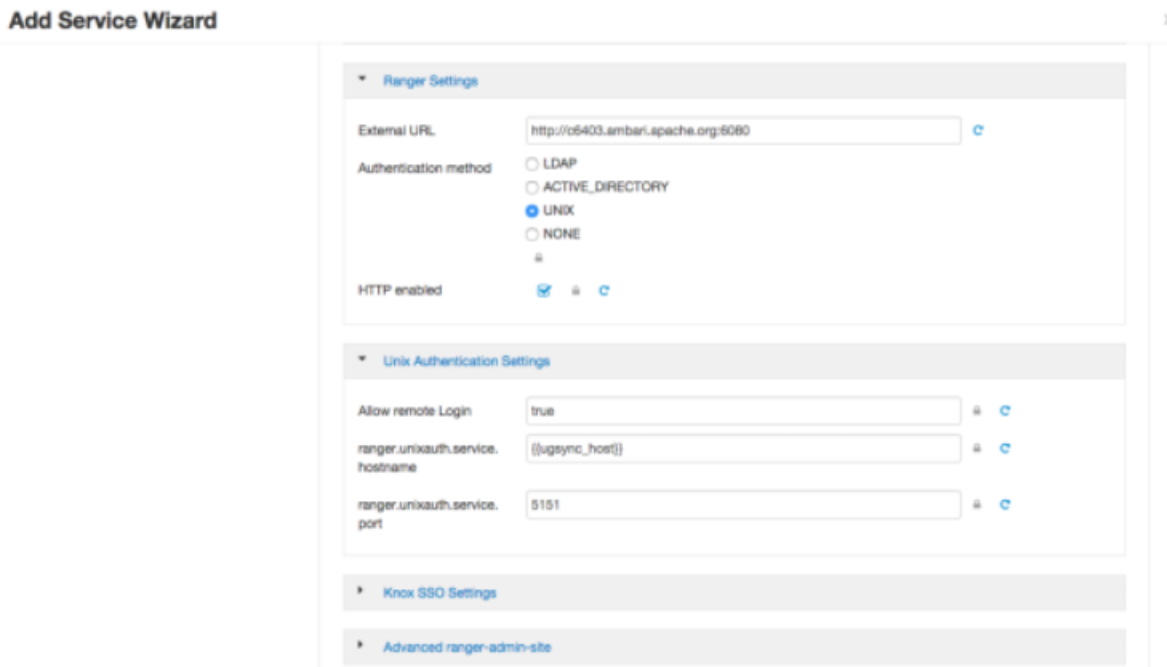 Add Service Wizard
Ranger Settings
External URL
http://c6403.ambari.apache.org:6080
Authentication method
LDAP
ACTIVE_DIRECTORY
UNIX
NONE
HTTP enabled
Unix Authentication Settings
Allow remote Login
true
ranger.unixauth.service.
hostname
{{ugsync_host}}
ranger.unixauth.service.
port
5151
Knox SSO Settings
Advanced ranger-admin-site